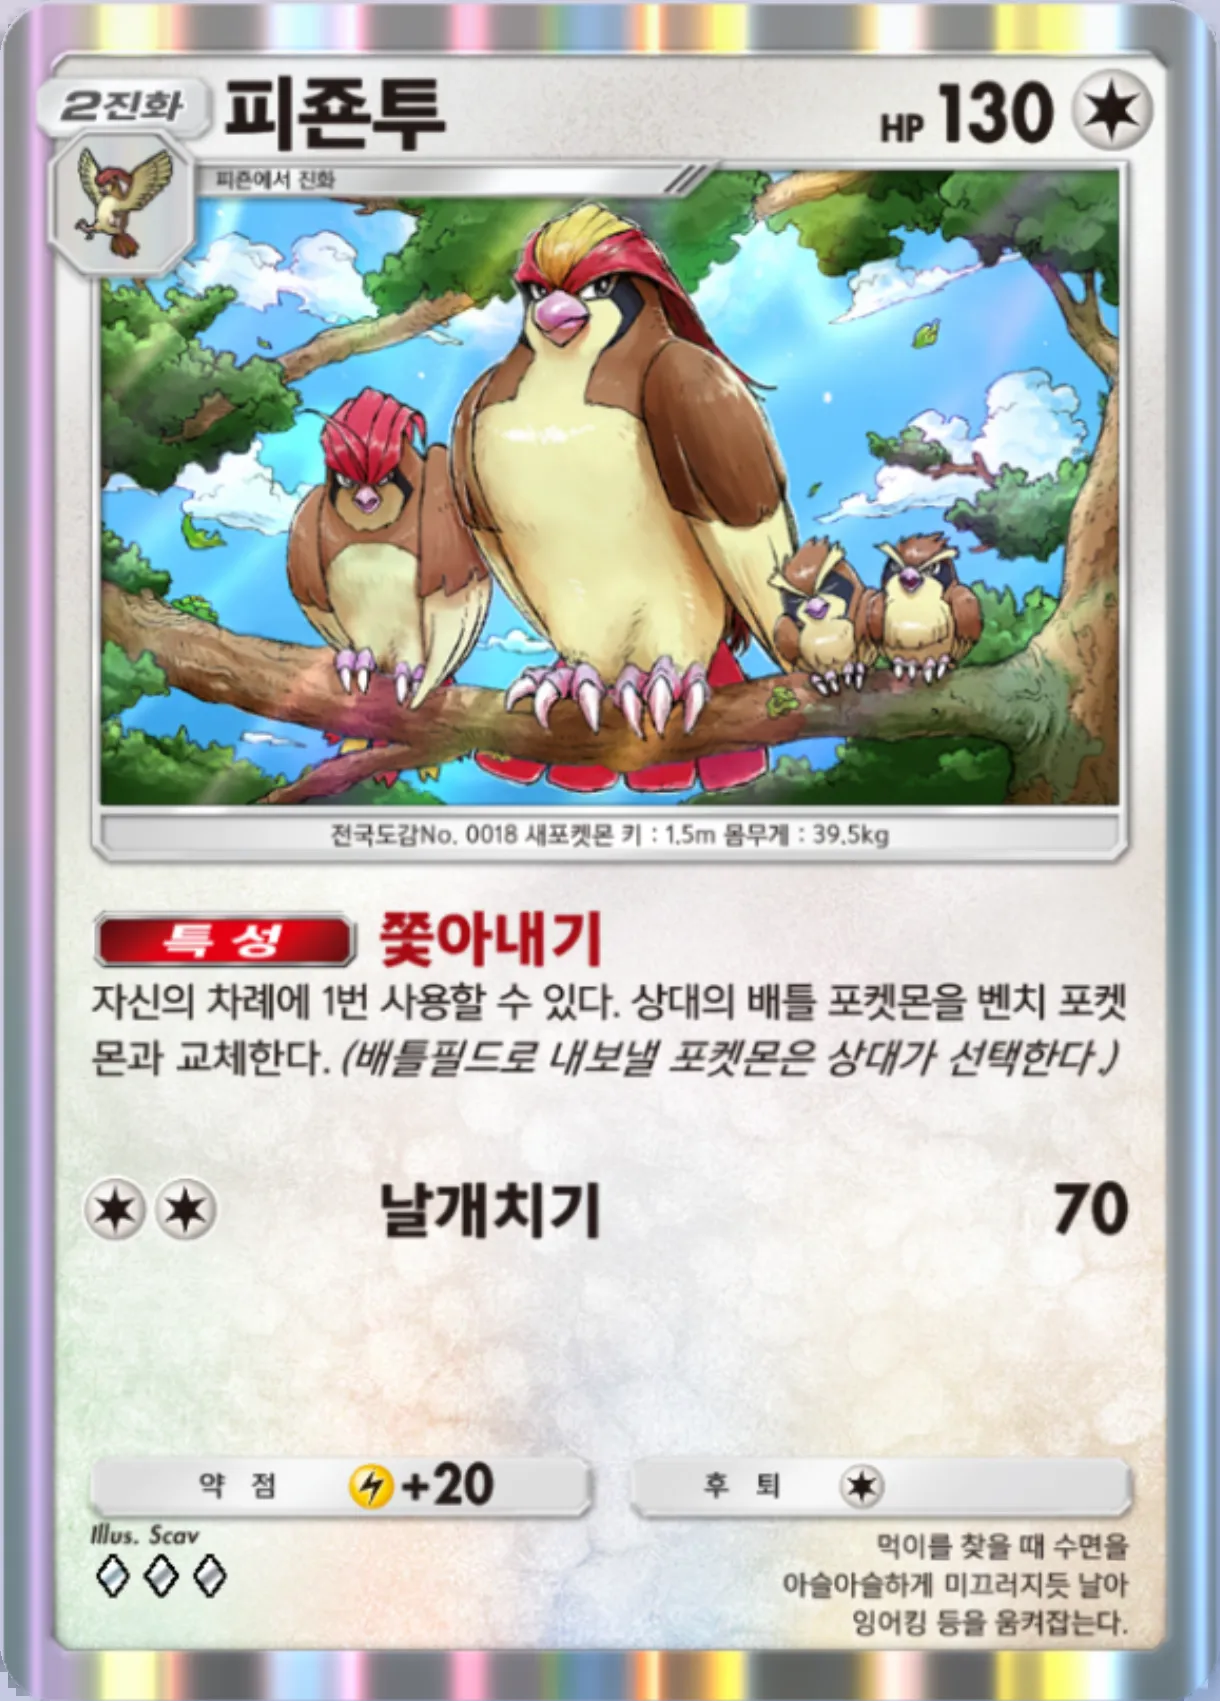 2진화 피죤투 HP 130
피죤에서 진화
전국도감No. 0018 새포켓몬 키 : 1.5m 몸무게 : 39.5kg
특성 쫓아내기
자신의 차례에 1번 사용할 수 있다. 상대의 배틀 포켓몬을 벤치 포켓
몬과 교체한다. (배틀필드로 내보낼 포켓몬은 상대가 선택한다.)
날개치기 70
약점 +20 후퇴
Illus. Scav
먹이를 찾을 때 수면을
아슬아슬하게 미끄러지듯 날아
잉어킹 등을 움켜잡는다.